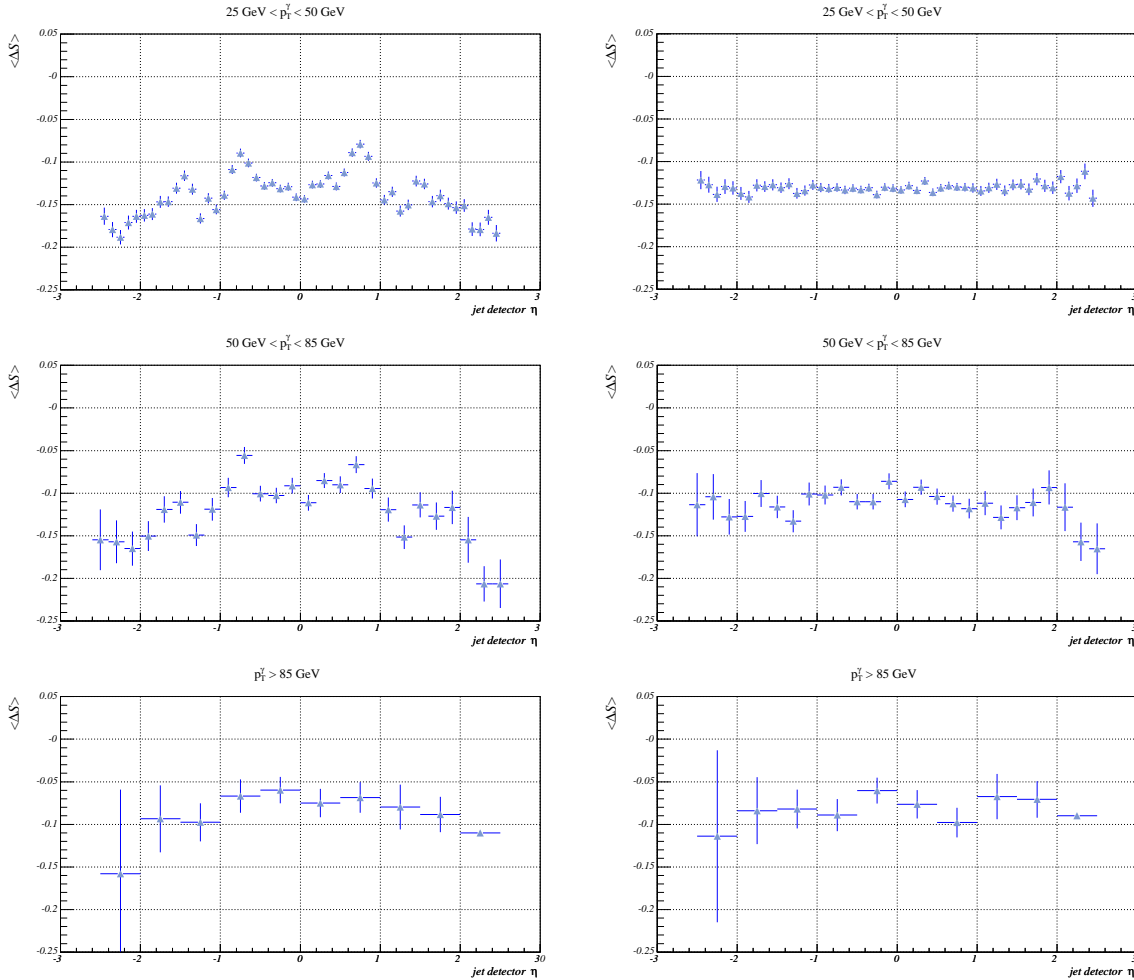 25 GeV < p_T^γ < 50 GeV
25 GeV < p_T^γ < 50 GeV
<ΔS>
0.05
-0
-0.05
-0.1
-0.15
-0.2
-0.25
-3 -2 -1 0 1 2 3
jet detector η
<ΔS>
0.05
-0
-0.05
-0.1
-0.15
-0.2
-0.25
-3 -2 -1 0 1 2 3
jet detector η
50 GeV < p_T^γ < 85 GeV
50 GeV < p_T^γ < 85 GeV
<ΔS>
0.05
-0
-0.05
-0.1
-0.15
-0.2
-0.25
-3 -2 -1 0 1 2 3
jet detector η
<ΔS>
0.05
-0
-0.05
-0.1
-0.15
-0.2
-0.25
-3 -2 -1 0 1 2 3
jet detector η
p_T^γ > 85 GeV
p_T^γ > 85 GeV
<ΔS>
0.05
-0
-0.05
-0.1
-0.15
-0.2
-0.25
-3 -2 -1 0 1 2 30
jet detector η
<ΔS>
0.05
-0
-0.05
-0.1
-0.15
-0.2
-0.25
-3 -2 -1 0 1 2 3
jet detector η